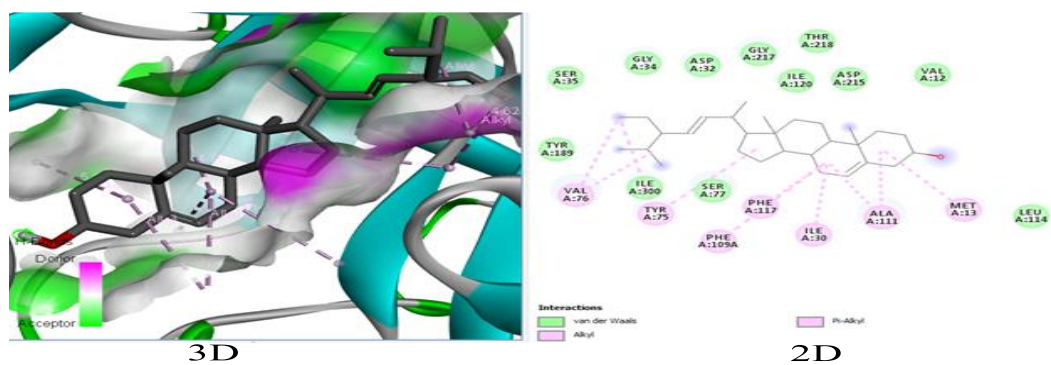 Alkyl
4.62
Alkyl
Donor
Acceptor
3D
THR
A:218
GLY
A:217
ASP
A:32
GLY
A:34
SER
A:35
ILE
A:120
ASP
A:215
VAL
A:12
TYR
A:189
VAL
A:76
ILE
A:300
TYR
A:75
SER
A:77
PHE
A:117
PHE
A:109A
ILE
A:30
ALA
A:111
MET
A:13
LEU
A:114
Interactions
van der Waals
Alkyl
Pi-Alkyl
2D